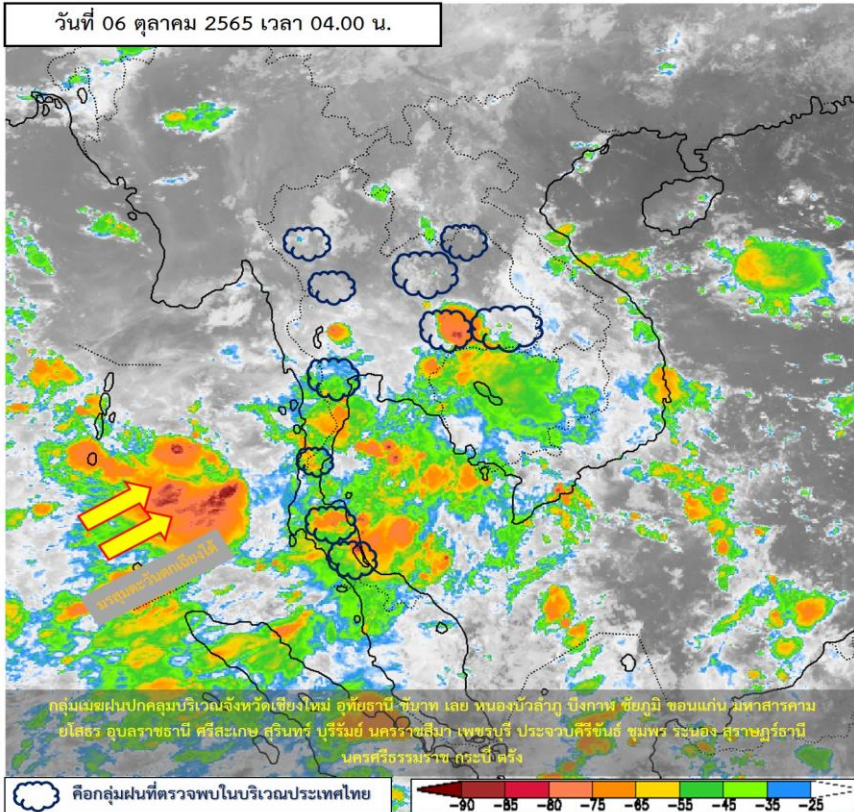 วันที่ 06 ตุลาคม 2565 เวลา 04.00 น.
มรสุมตะวันตกเฉียงใต้
กลุ่มเมฆฝนปกคลุมบริเวณจังหวัดเชียงใหม่ อุทัยธานี ชัยนาท เลย หนองบัวลำภู บึงกาฬ ชัยภูมิ ขอนแก่น มหาสารคาม
ยโสธร อุบลราชธานี ศรีสะเกษ สุรินทร์ บุรีรัมย์ นครราชสีมา เพชรบุรี ประจวบคีรีขันธ์ ชุมพร ระนอง สุราษฎร์ธานี
นครศรีธรรมราช กระบี่ ตรัง
คือกลุ่มฝนที่ตรวจพบในบริเวณประเทศไทย
-90 -85 -80 -75 -65 -55 -45 -35 -25